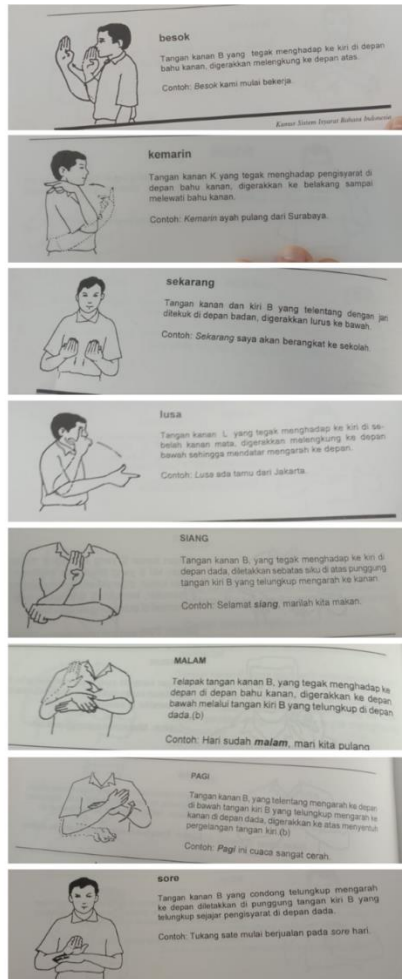 besok
Tangan kanan B yang tegak menghadap ke kiri di depan
bahu kanan, digerakkan melengkung ke depan atas.
Contoh: Besok kami mulai bekerja.
Kamus Sistem Isyarat Bahasa Indonesia
kemarin
Tangan kanan K yang tegak menghadap pengisyarat di
depan bahu kanan, digerakkan ke belakang sampai
melewati bahu kanan.
Contoh: Kemarin ayah pulang dari Surabaya.
sekarang
Tangan kanan dan kiri B yang telentang dengan jari
ditekuk di depan badan, digerakkan lurus ke bawah.
Contoh: Sekarang saya akan berangkat ke sekolah.
lusa
Tangan kanan L yang tegak menghadap ke kiri di se-
belah kanan mata, digerakkan melengkung ke depan
bawah sehingga mendatar mengarah ke depan.
Contoh: Lusa ada tamu dari Jakarta.
SIANG
Tangan kanan B, yang tegak menghadap ke kiri di
depan dada, diletakkan sebatas siku di atas punggung
tangan kiri B yang telungkup mengarah ke kanan.
Contoh: Selamat siang, marilah kita makan.
MALAM
Telapak tangan kanan B, yang tegak menghadap ke
depan di depan bahu kanan, digerakkan ke depan
bawah melalui tangan kiri B yang telungkup di depan
dada.(b)
Contoh: Hari sudah malam, mari kita pulang
PAGI
Tangan kanan B, yang telentang mengarah ke depan
di bawah tangan kiri B yang telungkup mengarah ke
kanan di depan dada, digerakkan ke atas menyentuh
pergelangan tangan kiri.(b)
Contoh: Pagi ini cuaca sangat cerah.
sore
Tangan kanan B yang condong telungkup mengarah
ke depan diletakkan di punggung tangan kiri B yang
telungkup sejajar pengisyarat di depan dada.
Contoh: Tukang sate mulai berjualan pada sore hari.